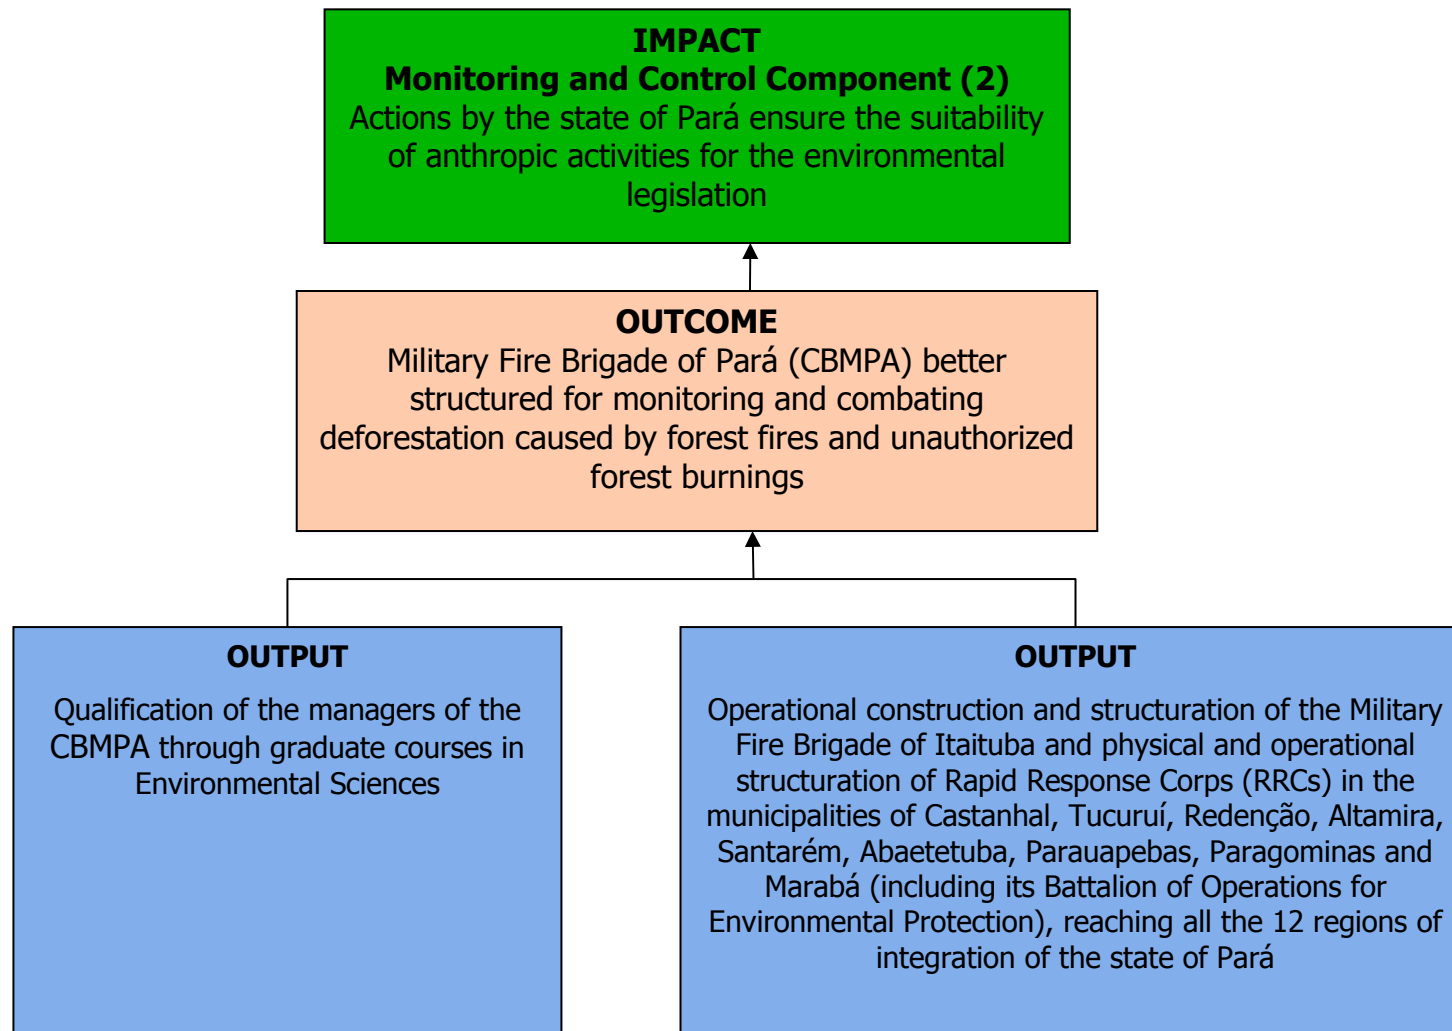 IMPACT
Monitoring and Control Component (2)
Actions by the state of Pará ensure the suitability
of anthropic activities for the environmental
legislation
OUTCOME
Military Fire Brigade of Pará (CBMPA) better
structured for monitoring and combating
deforestation caused by forest fires and unauthorized
forest burnings
OUTPUT
Qualification of the managers of the
CBMPA through graduate courses in
Environmental Sciences
OUTPUT
Operational construction and structuration of the Military
Fire Brigade of Itaituba and physical and operational
structuration of Rapid Response Corps (RRCs) in the
municipalities of Castanhal, Tucuruí, Redenção, Altamira,
Santarém, Abaetetuba, Parauapebas, Paragominas and
Marabá (including its Battalion of Operations for
Environmental Protection), reaching all the 12 regions of
integration of the state of Pará